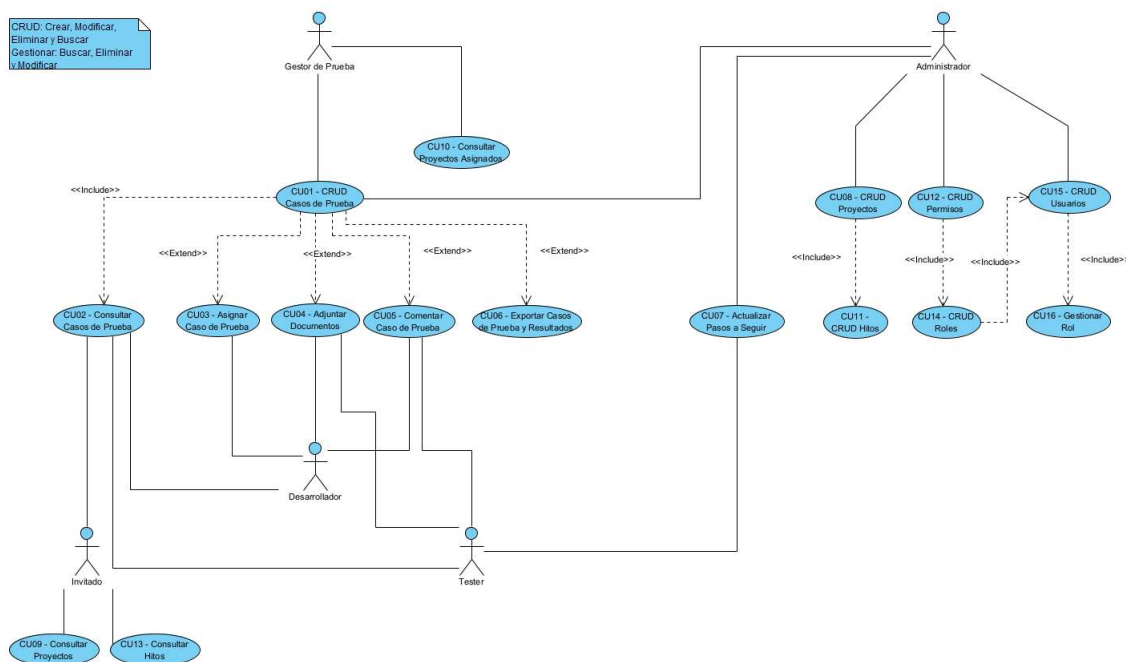 CRUD: Crear, Modificar,
Eliminar y Buscar
Gestionar: Buscar, Eliminar
y Modificar
Gestor de Prueba
Administrador
CU10 - Consultar
Proyectos Asignados
<<Include>>
CU01 - CRUD
Casos de Prueba
CU08 - CRUD
Proyectos
CU12 - CRUD
Permisos
CU15 - CRUD
Usuarios
<<Extend>>
<<Extend>>
<<Extend>>
<<Extend>>
<<Include>>
<<Include>>
<<Include>>
<<Include>>
CU02 - Consultar
Casos de Prueba
CU03 - Asignar
Caso de Prueba
CU04 - Adjuntar
Documentos
CU05 - Comentar
Caso de Prueba
CU06 - Exportar Casos
de Prueba y Resultados
CU07 - Actualizar
Pasos a Seguir
CU11 -
CRUD Hitos
CU14 - CRUD
Roles
CU16 - Gestionar
Rol
Desarrollador
Invitado
Tester
CU09 - Consultar
Proyectos
CU13 - Consultar
Hitos